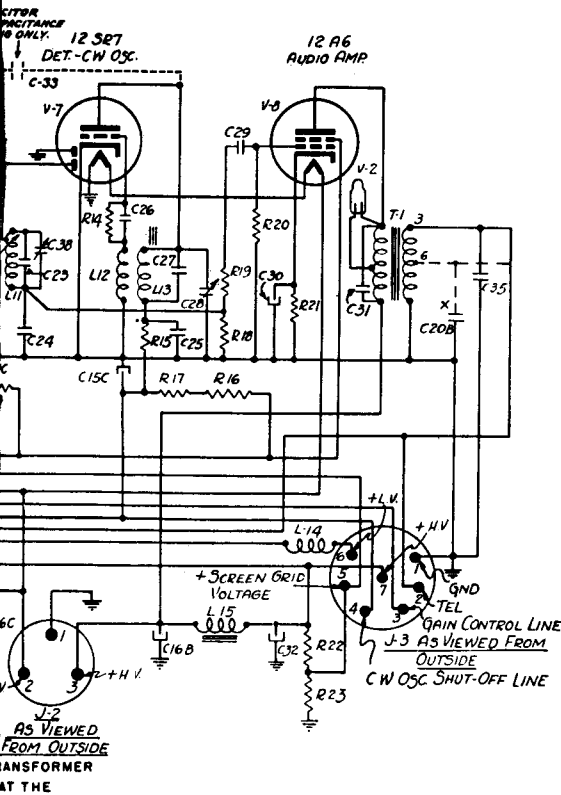 CITOR
PACITANCE
10 ONLY.
12 SR7
DET.-CW OSC.
12 A6
AUDIO AMP.
C-33
V-7
V-8
C29
V-2
T-1
3
6
R14
C26
R20
C38
C23
L11
L12
L13
C27
C28
R19
C30
R21
C31
C35
X
C20B
C24
R15
C25
R18
C15C
R17
R16
+L.V.
+HV
L-14
6
1
5
7
2
4
3
GND
TEL
GAIN CONTROL LINE
+SCREEN GRID
VOLTAGE
J-3 AS VIEWED FROM
OUTSIDE
CW OSC. SHUT-OFF LINE
L15
C16B
C32
R22
R23
6C
1
2
3
+H V.
V
J-2
AS VIEWED
FROM OUTSIDE
RANSFORMER
AT THE